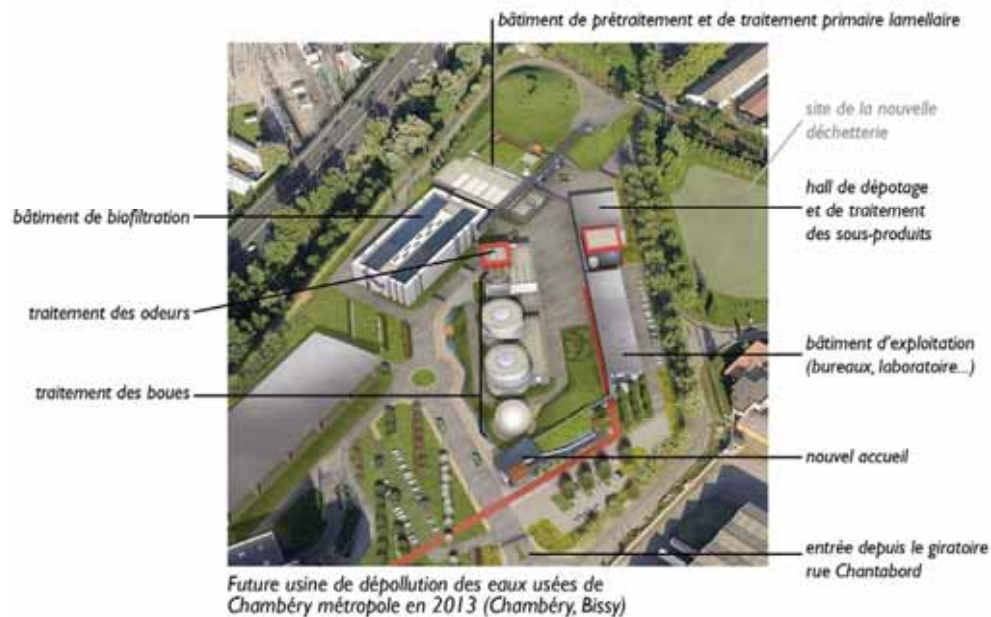 bâtiment de prétraitement et de traitement primaire lamellaire
site de la nouvelle
déchetterie
hall de dépotage
et de traitement
des sous-produits
bâtiment de biofiltration
traitement des odeurs
bâtiment d'exploitation
(bureaux, laboratoire...)
traitement des boues
nouvel accueil
entrée depuis le giratoire
rue Chantabord
Future usine de dépollution des eaux usées de
Chambéry métropole en 2013 (Chambéry, Bissy)